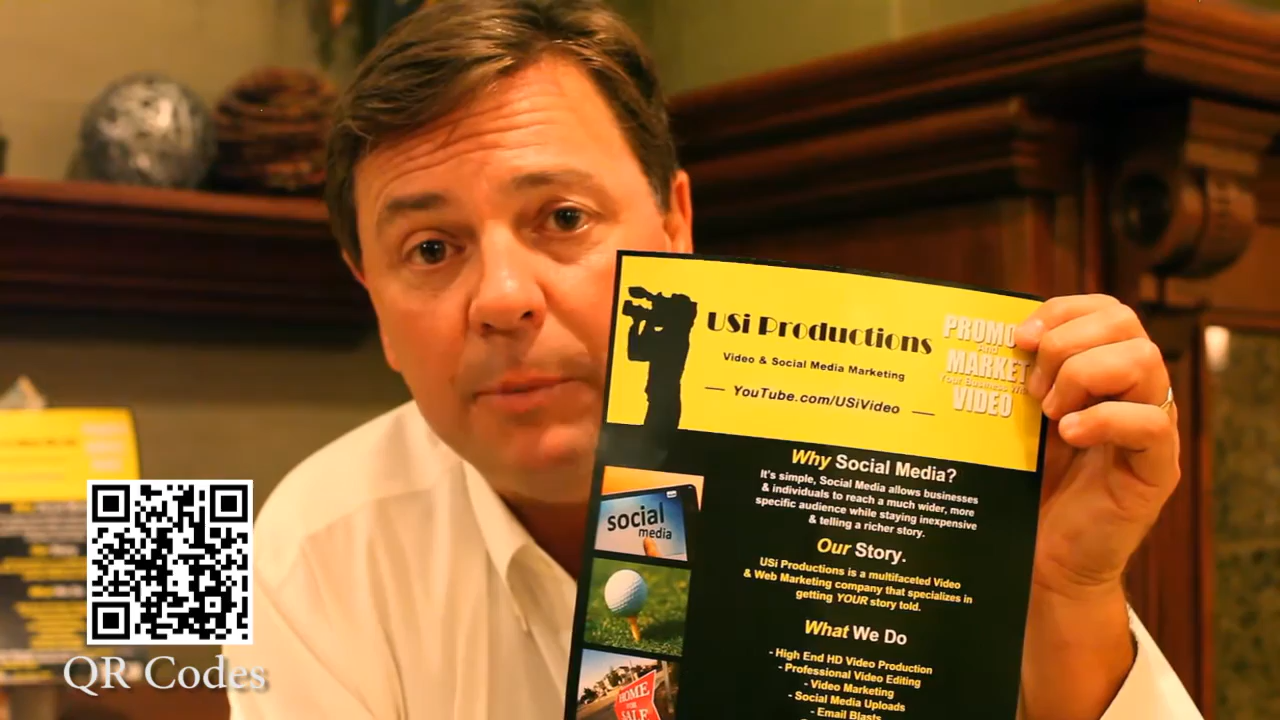 USi Productions
Video & Social Media Marketing
YouTube.com/USiVideo
PROMO
And
MARKET
Your Business Wi
VIDEO
Why Social Media?
It's simple, Social Media allows businesses
& individuals to reach a much wider, more
specific audience while staying inexpensive
& telling a richer story.
social
media
Our Story.
USi Productions is a multifaceted Video
& Web Marketing company that specializes in
getting YOUR story told.
What We Do
- High End HD Video Production
- Professional Video Editing
- Video Marketing
- Social Media Uploads
- Email Blasts
HOME
FOR
SALE
QR Codes